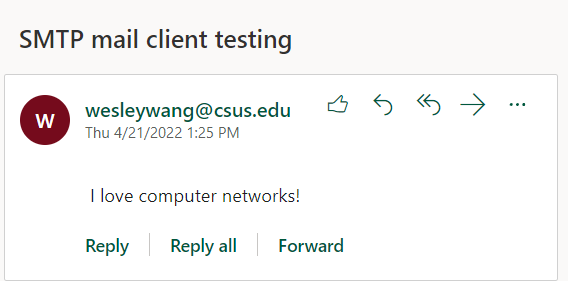 SMTP mail client testing
W
wesleywang@csus.edu
Thu 4/21/2022 1:25 PM
I love computer networks!
Reply Reply all Forward